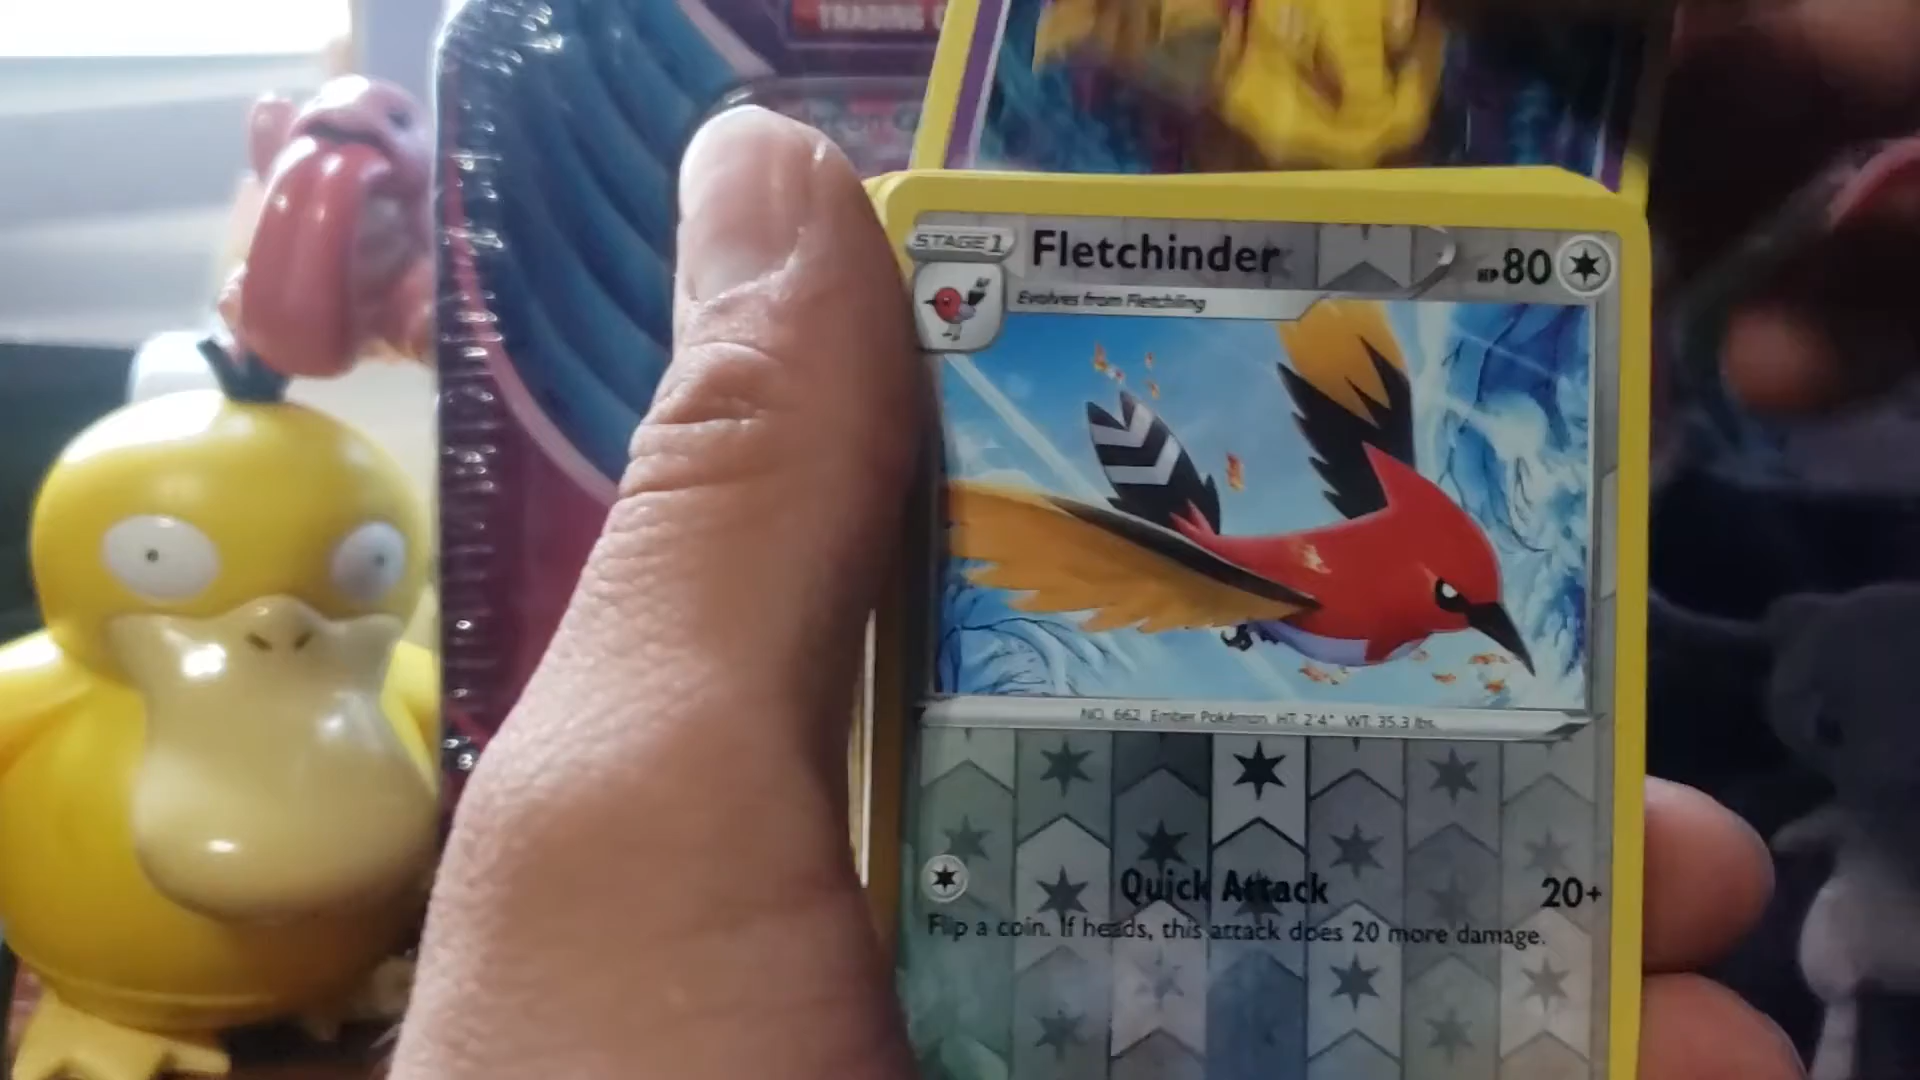 TRADING
STAGE 1
Fletchinder
HP 80
Evolves from Fletchling
NO. 662 Ember Pokémon HT: 2'4" WT: 35.3 lbs.
Quick Attack 20+
Flip a coin. If heads, this attack does 20 more damage.